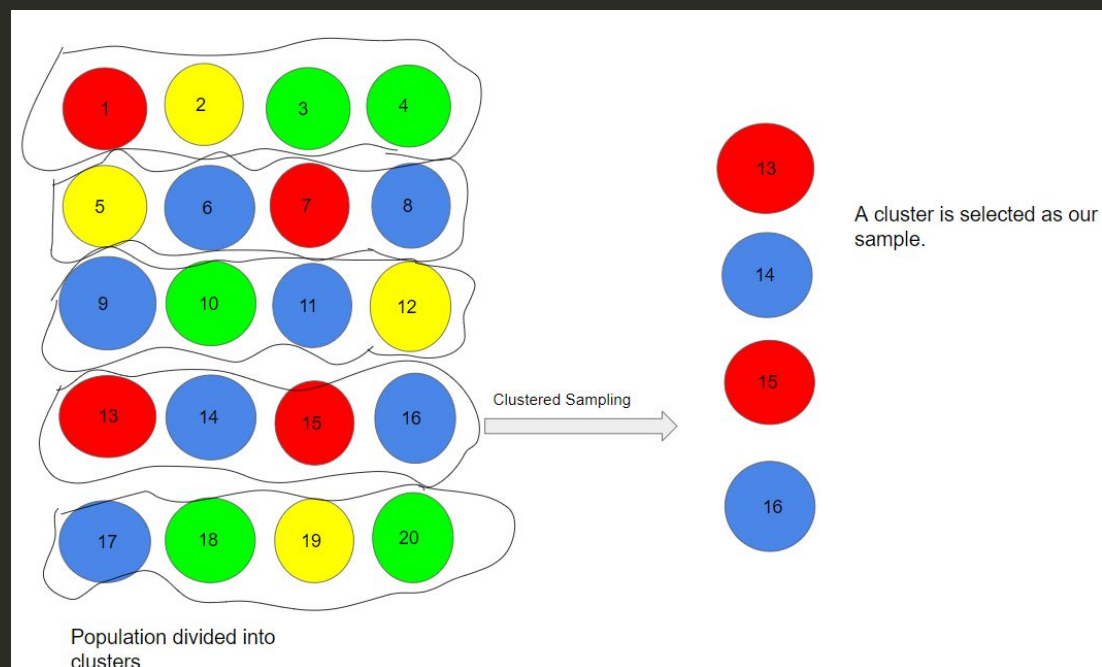 1 2 3 4
5 6 7 8
9 10 11 12
13 14 15 16
17 18 19 20
Population divided into
clusters
Clustered Sampling
13
14
15
16
A cluster is selected as our
sample.